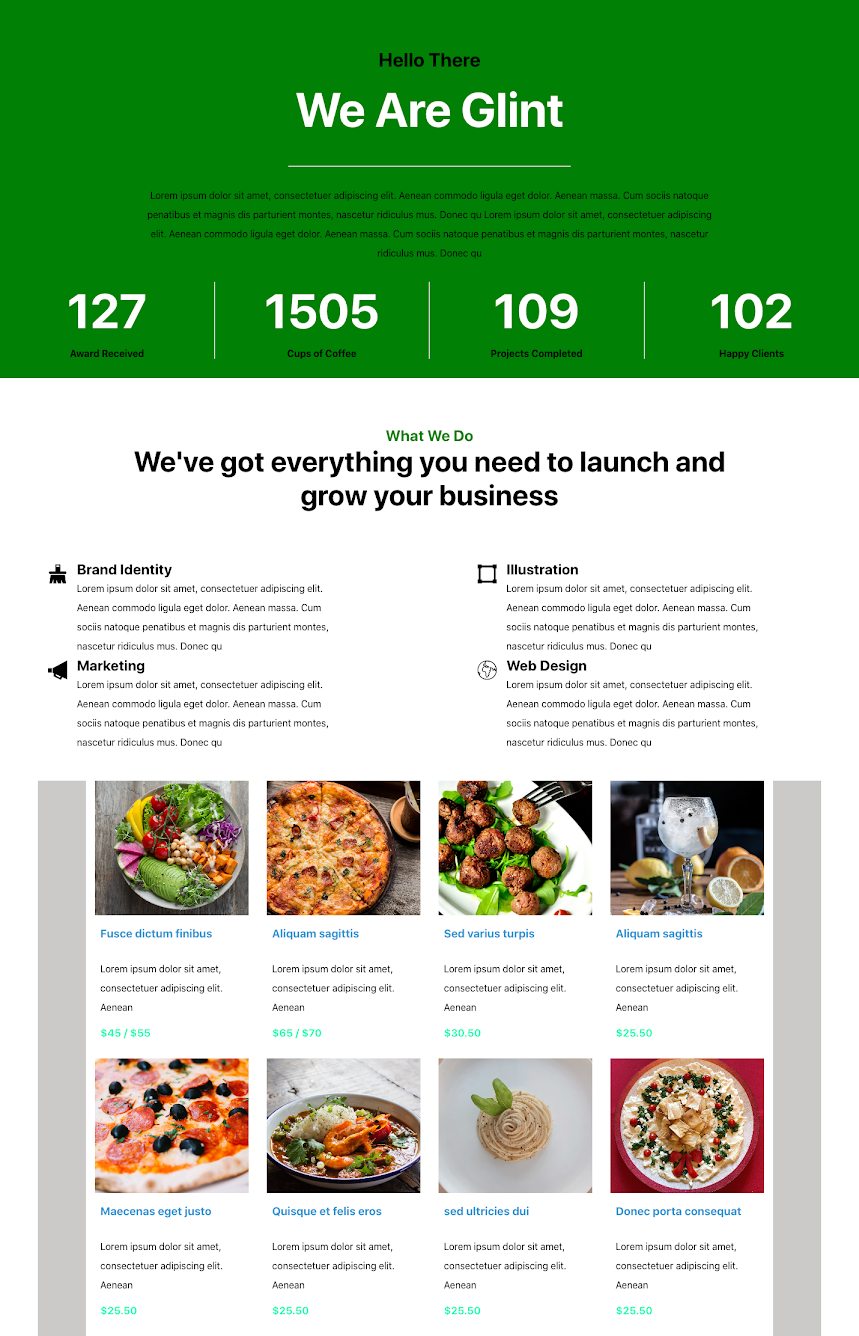 Hello There
We Are Glint
Lorem ipsum dolor sit amet, consectetuer adipiscing elit. Aenean commodo ligula eget dolor. Aenean massa. Cum sociis natoque
penatibus et magnis dis parturient montes, nascetur ridiculus mus. Donec qu Lorem ipsum dolor sit amet, consectetuer adipiscing
elit. Aenean commodo ligula eget dolor. Aenean massa. Cum sociis natoque penatibus et magnis dis parturient montes, nascetur
ridiculus mus. Donec qu
127
Award Received
1505
Cups of Coffee
109
Projects Completed
102
Happy Clients
What We Do
We've got everything you need to launch and
grow your business
Brand Identity
Lorem ipsum dolor sit amet, consectetuer adipiscing elit.
Aenean commodo ligula eget dolor. Aenean massa. Cum
sociis natoque penatibus et magnis dis parturient montes,
nascetur ridiculus mus. Donec qu
Illustration
Lorem ipsum dolor sit amet, consectetuer adipiscing elit.
Aenean commodo ligula eget dolor. Aenean massa. Cum
sociis natoque penatibus et magnis dis parturient montes,
nascetur ridiculus mus. Donec qu
Marketing
Lorem ipsum dolor sit amet, consectetuer adipiscing elit.
Aenean commodo ligula eget dolor. Aenean massa. Cum
sociis natoque penatibus et magnis dis parturient montes,
nascetur ridiculus mus. Donec qu
Web Design
Lorem ipsum dolor sit amet, consectetuer adipiscing elit.
Aenean commodo ligula eget dolor. Aenean massa. Cum
sociis natoque penatibus et magnis dis parturient montes,
nascetur ridiculus mus. Donec qu
Fusce dictum finibus
Lorem ipsum dolor sit amet,
consectetuer adipiscing elit.
Aenean
$45 / $55
Aliquam sagittis
Lorem ipsum dolor sit amet,
consectetuer adipiscing elit.
Aenean
$65 / $70
Sed varius turpis
Lorem ipsum dolor sit amet,
consectetuer adipiscing elit.
Aenean
$30.50
Aliquam sagittis
Lorem ipsum dolor sit amet,
consectetuer adipiscing elit.
Aenean
$25.50
Maecenas eget justo
Lorem ipsum dolor sit amet,
consectetuer adipiscing elit.
Aenean
$25.50
Quisque et felis eros
Lorem ipsum dolor sit amet,
consectetuer adipiscing elit.
Aenean
$25.50
sed ultricies dui
Lorem ipsum dolor sit amet,
consectetuer adipiscing elit.
Aenean
$25.50
Donec porta consequat
Lorem ipsum dolor sit amet,
consectetuer adipiscing elit.
Aenean
$25.50